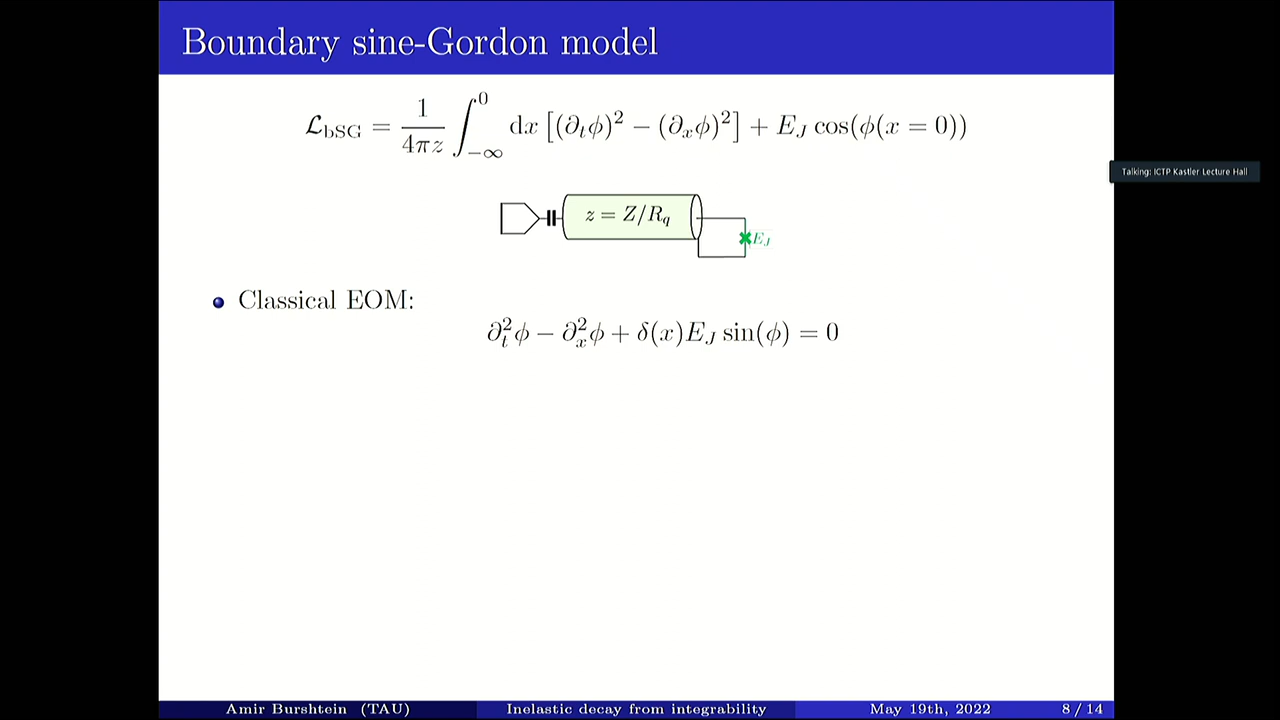 Boundary sine-Gordon model
ℒ_bSG = 1/(4πz) ∫_{-∞}^{0} dx [(∂_tϕ)² − (∂_xϕ)²] + E_J cos(ϕ(x = 0))
Talking: ICTP Kastler Lecture Hall
z = Z/R_q
E_J
Classical EOM:
∂_t²ϕ − ∂_x²ϕ + δ(x)E_J sin(ϕ) = 0
Amir Burshtein (TAU) Inelastic decay from integrability May 19th, 2022 8 / 14